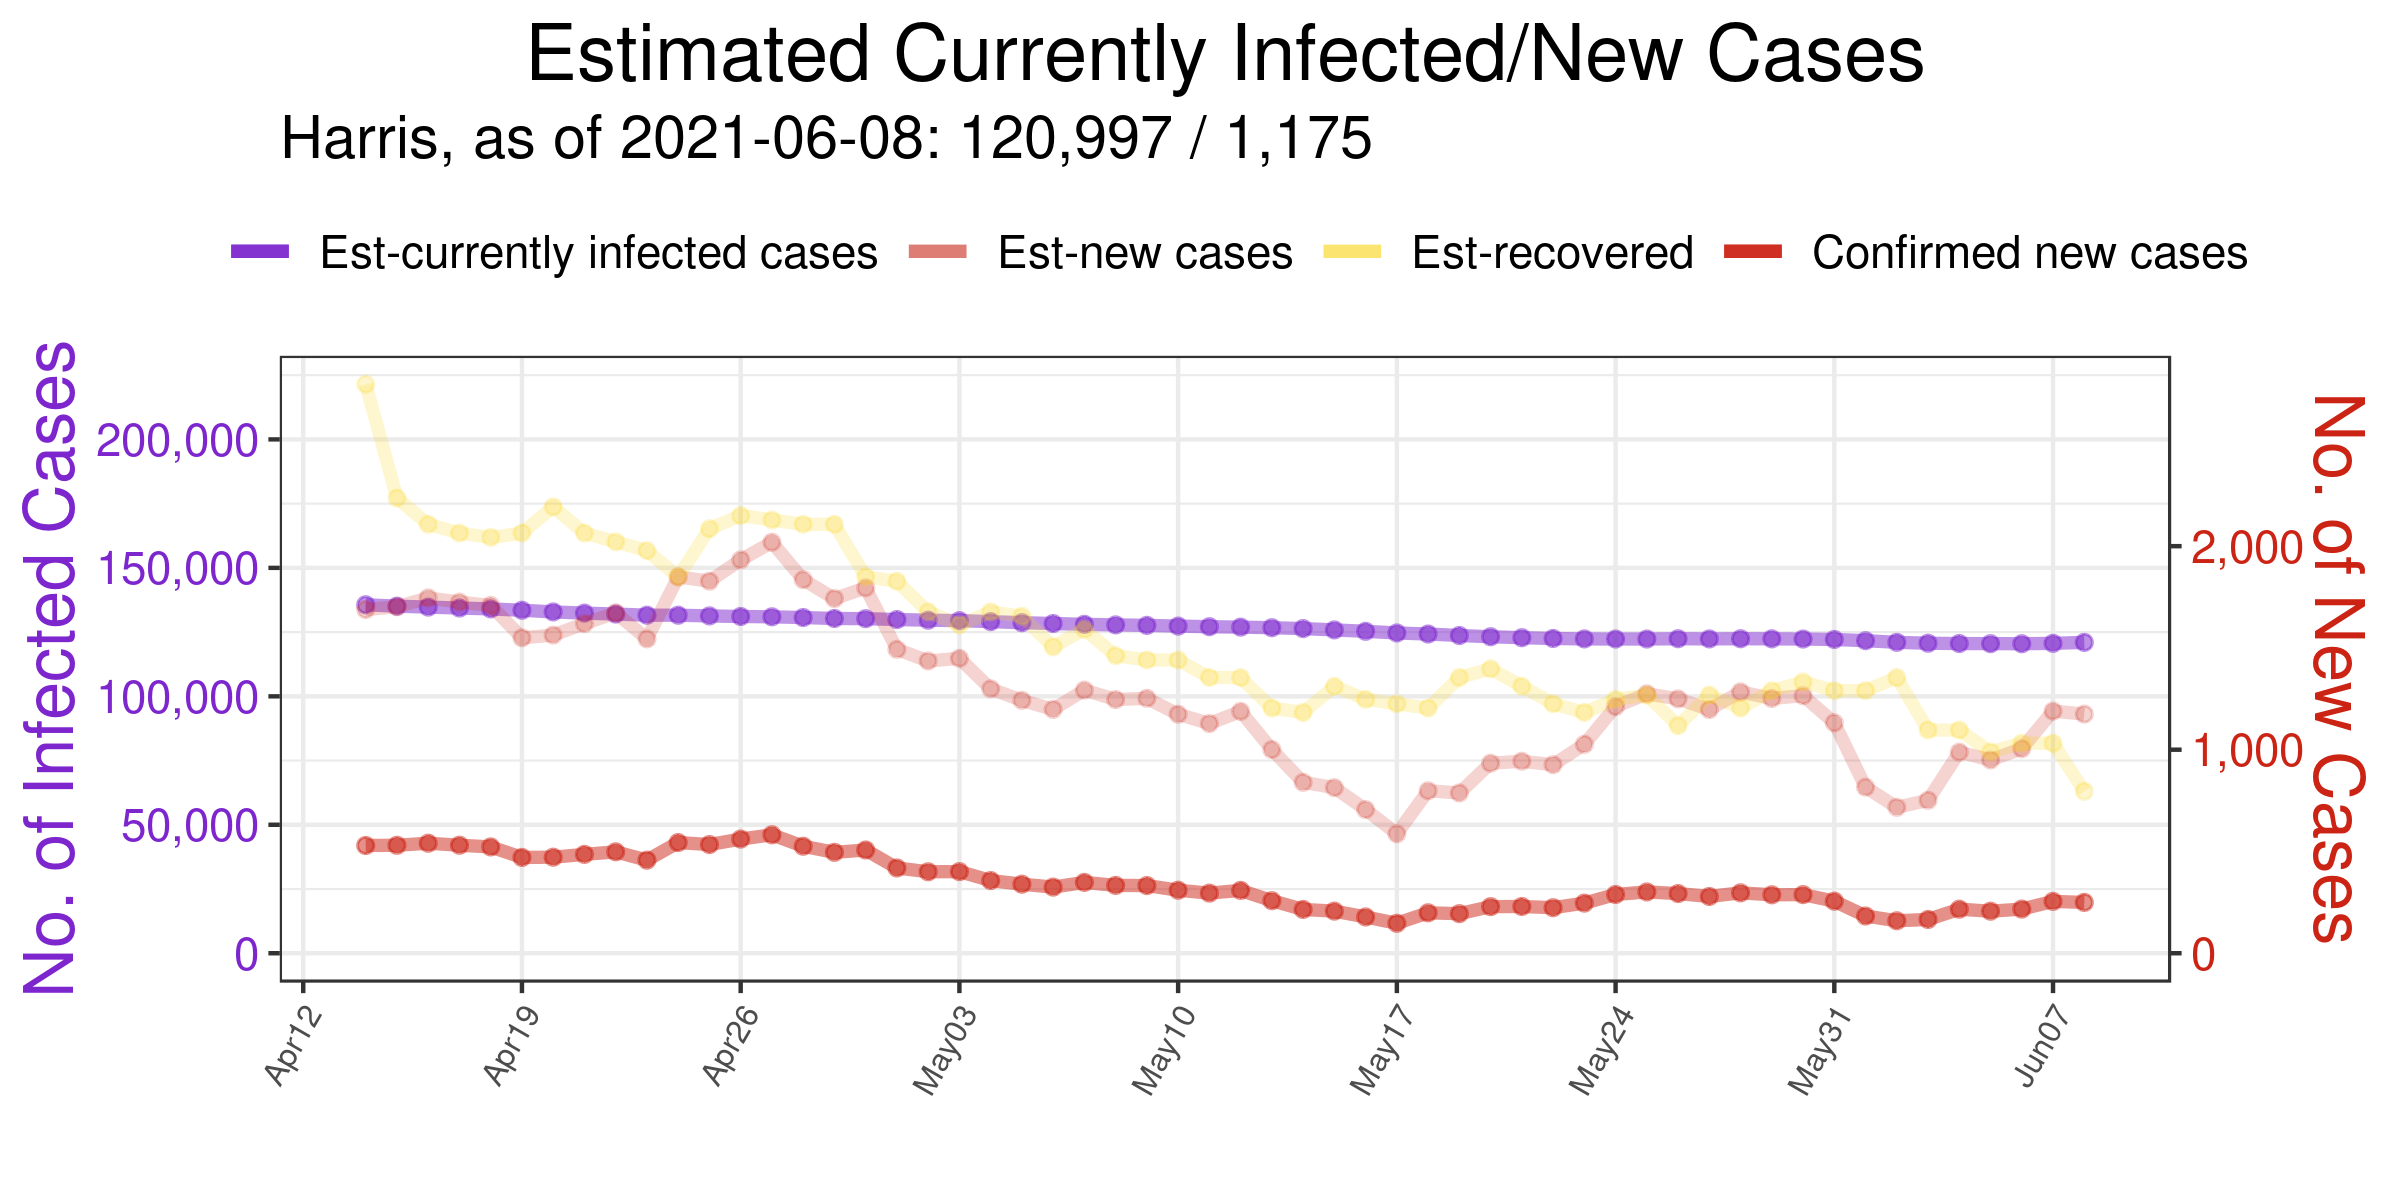 Estimated Currently Infected/New Cases
Harris, as of 2021-06-08: 120,997 / 1,175
Est-currently infected cases Est-new cases Est-recovered Confirmed new cases
No. of Infected Cases
200,000
150,000
100,000
50,000
0
2,000
1,000
0
No. of New Cases
Apr12 Apr19 Apr26 May03 May10 May17 May24 May31 Jun07